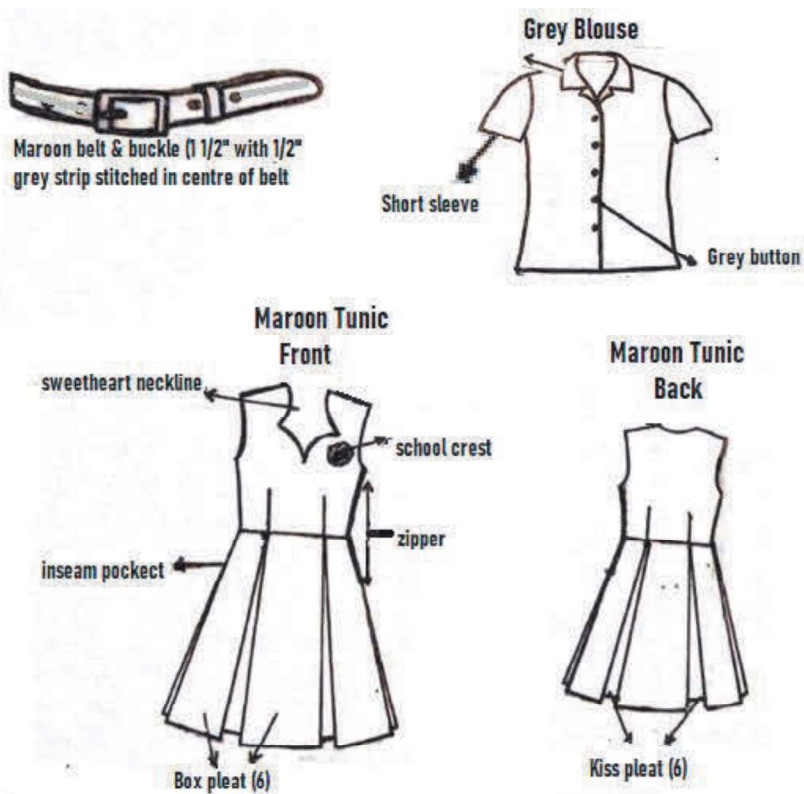 Maroon belt & buckle (1 1/2" with 1/2"
grey strip stitched in centre of belt
Grey Blouse
Short sleeve
Grey button
Maroon Tunic
Front
sweetheart neckline
school crest
zipper
inseam pockect
Box pleat (6)
Maroon Tunic
Back
Kiss pleat (6)